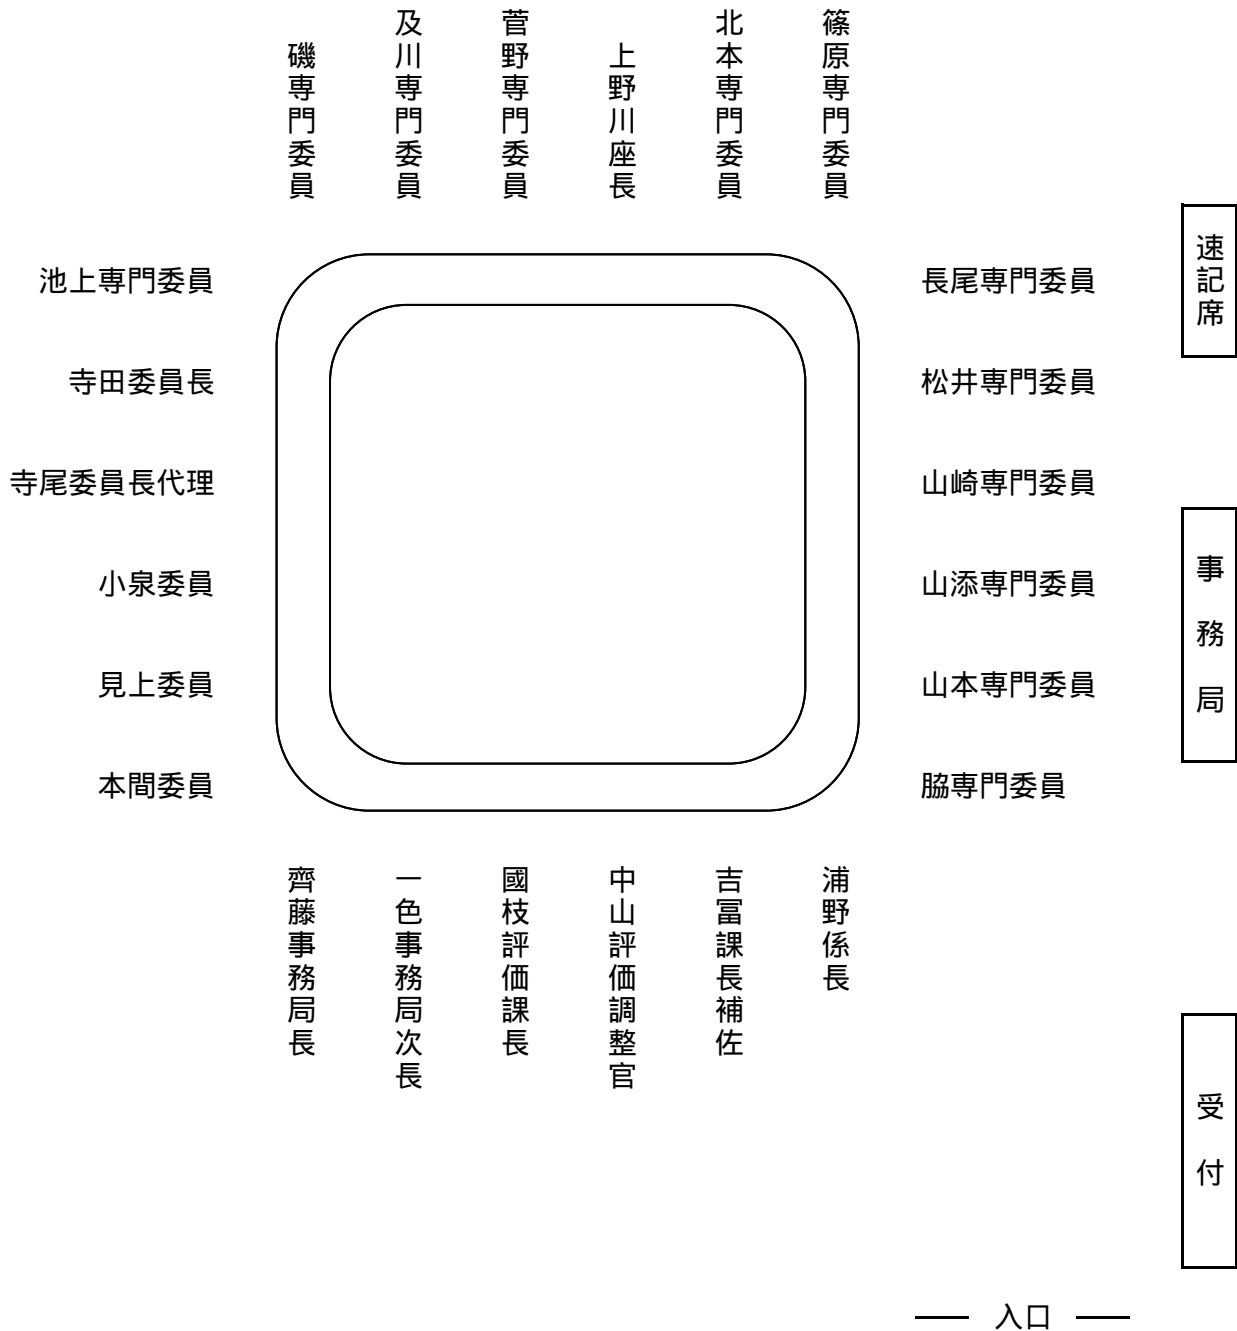 磯専門委員
及川専門委員
菅野専門委員
上野川座長
北本専門委員
篠原専門委員
速記席
池上専門委員
長尾専門委員
寺田委員長
松井専門委員
寺尾委員長代理
山崎専門委員
小泉委員
山添専門委員
事務局
見上委員
山本専門委員
本間委員
脇専門委員
齊藤事務局長
一色事務局次長
國枝評価課長
中山評価調整官
吉冨課長補佐
浦野係長
受付
入口